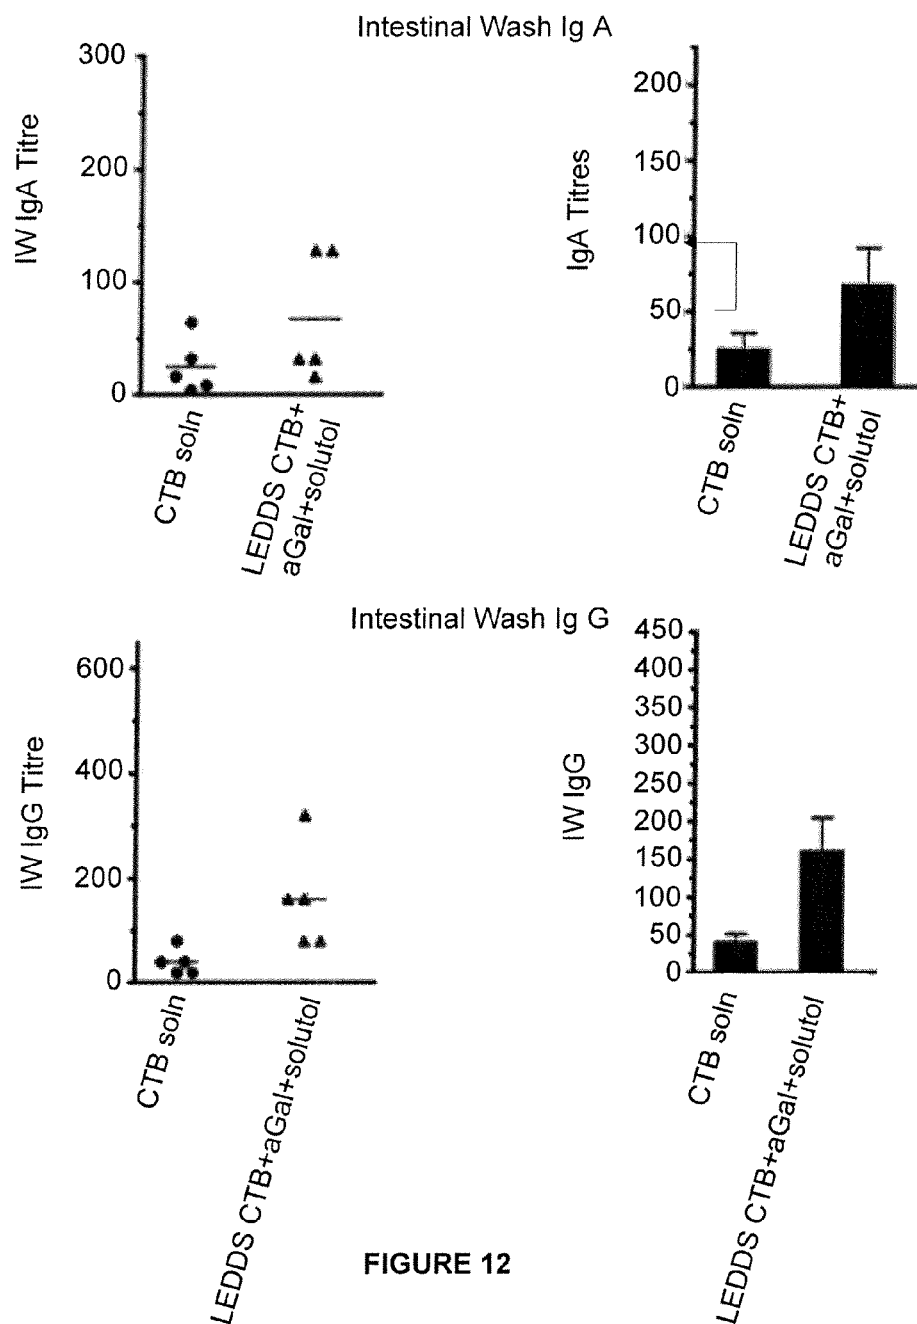 Intestinal Wash Ig A
IW IgA Titre
300
200
100
0
CTB soln
LEDDS CTB+
aGal+solutol
IgA Titres
225
200
150
100
50
0
CTB soln
LEDDS CTB+
aGal+solutol
Intestinal Wash Ig G
IW IgG Titre
600
400
200
0
CTB soln
LEDDS CTB+aGal+solutol
IW IgG
450
400
350
300
250
200
150
100
50
0
CTB soln
LEDDS CTB+aGal+solutol
FIGURE 12